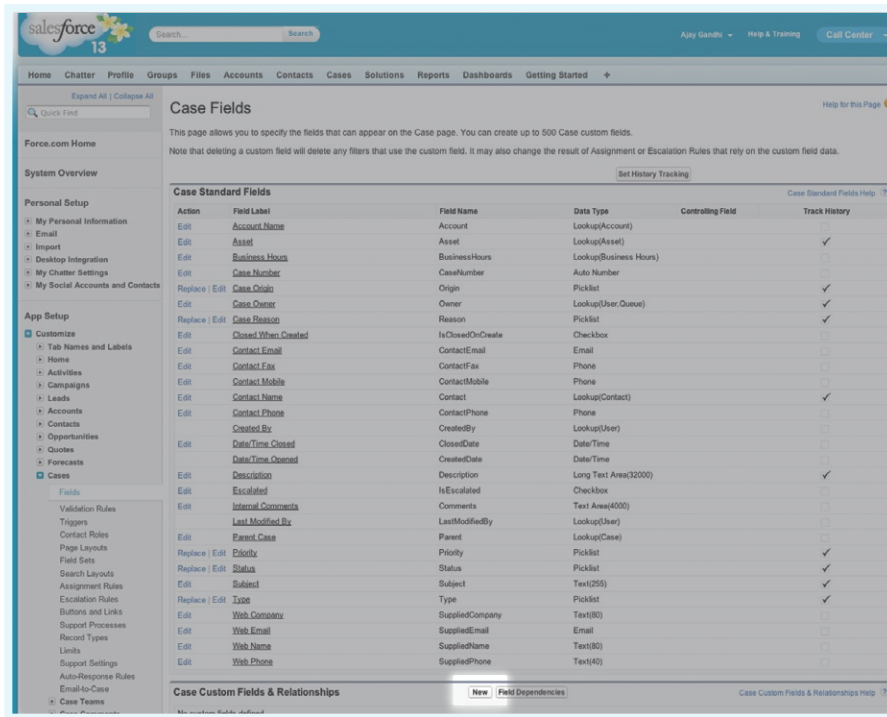 salesforce
13
Search...
Search
Ajay Gandhi
Help & Training
Call Center
Home Chatter Profile Groups Files Accounts Contacts Cases Solutions Reports Dashboards Getting Started +
Expand All | Collapse All
Quick Find
Force.com Home
System Overview
Personal Setup
My Personal Information
Email
Import
Desktop Integration
My Chatter Settings
My Social Accounts and Contacts
App Setup
Customize
Tab Names and Labels
Home
Activities
Campaigns
Leads
Accounts
Contacts
Opportunities
Quotes
Forecasts
Cases
Fields
Validation Rules
Triggers
Contact Roles
Page Layouts
Field Sets
Search Layouts
Assignment Rules
Escalation Rules
Buttons and Links
Support Processes
Record Types
Limits
Support Settings
Auto-Response Rules
Email-to-Case
Case Teams
Case Comments
Case Fields
Help for this Page
This page allows you to specify the fields that can appear on the Case page. You can create up to 500 Case custom fields.
Note that deleting a custom field will delete any filters that use the custom field. It may also change the result of Assignment or Escalation Rules that rely on the custom field data.
Set History Tracking
Case Standard Fields
Case Standard Fields Help ?
Action Field Label Field Name Data Type Controlling Field Track History
Edit Account Name Account Lookup(Account)
Edit Asset Asset Lookup(Asset) ✓
Edit Business Hours BusinessHours Lookup(Business Hours)
Edit Case Number CaseNumber Auto Number
Replace | Edit Case Origin Origin Picklist ✓
Edit Case Owner Owner Lookup(User,Queue) ✓
Replace | Edit Case Reason Reason Picklist ✓
Edit Closed When Created IsClosedOnCreate Checkbox
Edit Contact Email ContactEmail Email
Edit Contact Fax ContactFax Phone
Edit Contact Mobile ContactMobile Phone
Edit Contact Name Contact Lookup(Contact) ✓
Edit Contact Phone ContactPhone Phone
Created By CreatedBy Lookup(User)
Edit Date/Time Closed ClosedDate Date/Time
Date/Time Opened CreatedDate Date/Time
Edit Description Description Long Text Area(32000) ✓
Edit Escalated IsEscalated Checkbox
Edit Internal Comments Comments Text Area(4000)
Last Modified By LastModifiedBy Lookup(User)
Edit Parent Case Parent Lookup(Case)
Replace | Edit Priority Priority Picklist ✓
Replace | Edit Status Status Picklist ✓
Edit Subject Subject Text(255) ✓
Replace | Edit Type Type Picklist ✓
Edit Web Company SuppliedCompany Text(80)
Edit Web Email SuppliedEmail Email
Edit Web Name SuppliedName Text(80)
Edit Web Phone SuppliedPhone Text(40)
Case Custom Fields & Relationships
New
Field Dependencies
Case Custom Fields & Relationships Help ?
No custom fields defined